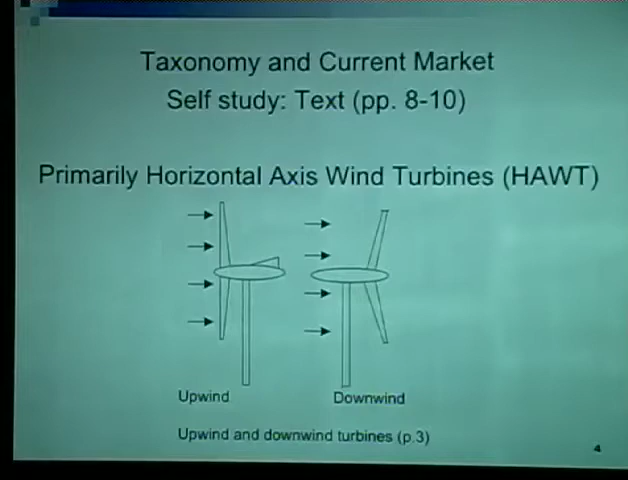 Taxonomy and Current Market
Self study: Text (pp. 8-10)
Primarily Horizontal Axis Wind Turbines (HAWT)
Upwind
Downwind
Upwind and downwind turbines (p.3)
4